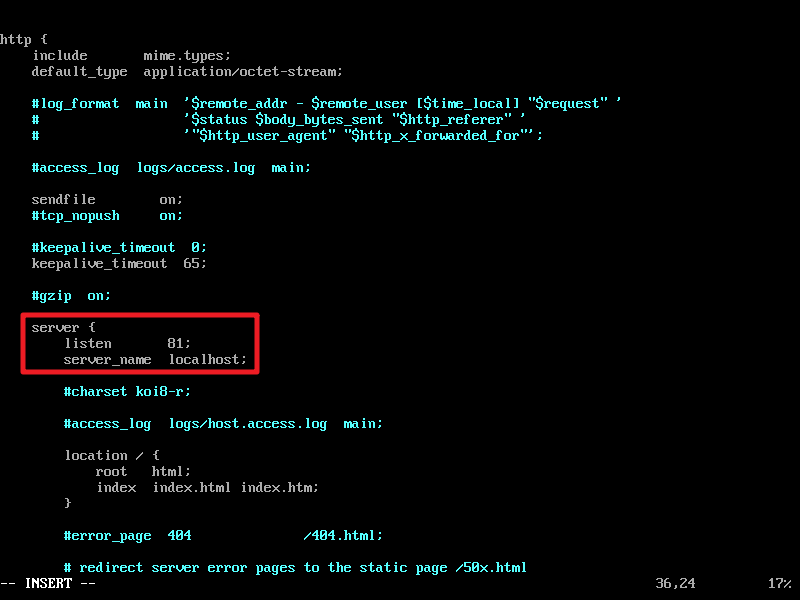 http {
    include       mime.types;
    default_type  application/octet-stream;
    #log_format  main  '$remote_addr - $remote_user [$time_local] "$request" '
    #                  '$status $body_bytes_sent "$http_referer" '
    #                  '"$http_user_agent" "$http_x_forwarded_for"';
    #access_log  logs/access.log  main;
    sendfile        on;
    #tcp_nopush     on;
    #keepalive_timeout  0;
    keepalive_timeout  65;
    #gzip  on;
    server {
        listen       81;
        server_name  localhost;
        #charset koi8-r;
        #access_log  logs/host.access.log  main;
        location / {
            root   html;
            index  index.html index.htm;
        }
        #error_page  404              /404.html;
        # redirect server error pages to the static page /50x.html
-- INSERT --                                                                      36,24         17%